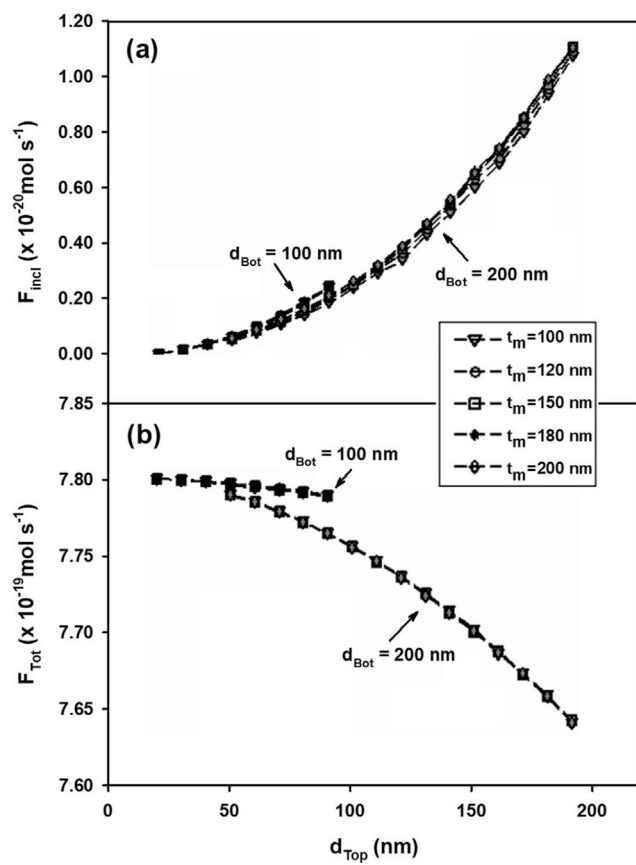 (a)
1.20
1.00
0.80
0.60
0.40
0.20
0.00
F_incl (x 10^-20 mol s^-1)
d_Bot = 100 nm
d_Bot = 200 nm
t_m=100 nm
t_m=120 nm
t_m=150 nm
t_m=180 nm
t_m=200 nm
(b)
7.85
7.80
7.75
7.70
7.65
7.60
F_Tot (x 10^-19 mol s^-1)
d_Bot = 100 nm
d_Bot = 200 nm
0 50 100 150 200
d_Top (nm)